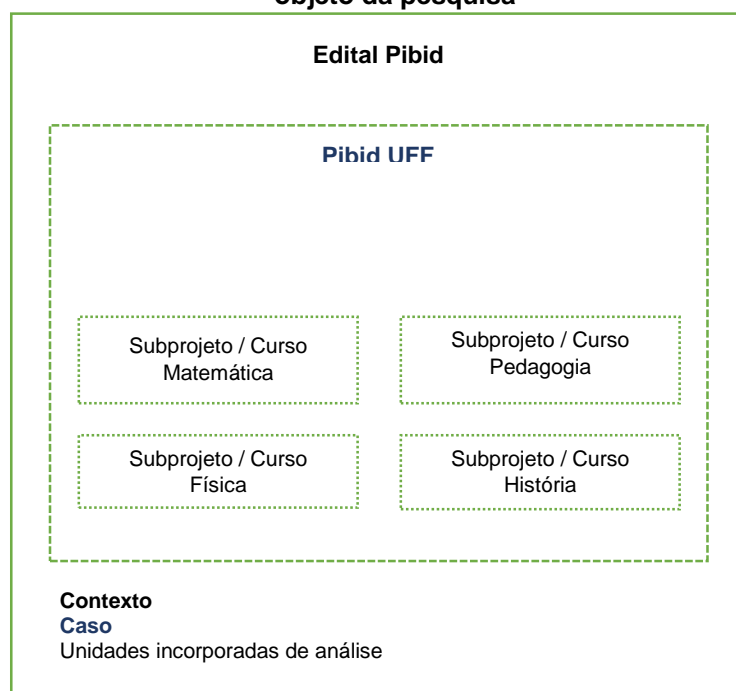 objeto da pesquisa
Edital Pibid
Pibid UFF
Subprojeto / Curso
Matemática
Subprojeto / Curso
Pedagogia
Subprojeto / Curso
Física
Subprojeto / Curso
História
Contexto
Caso
Unidades incorporadas de análise